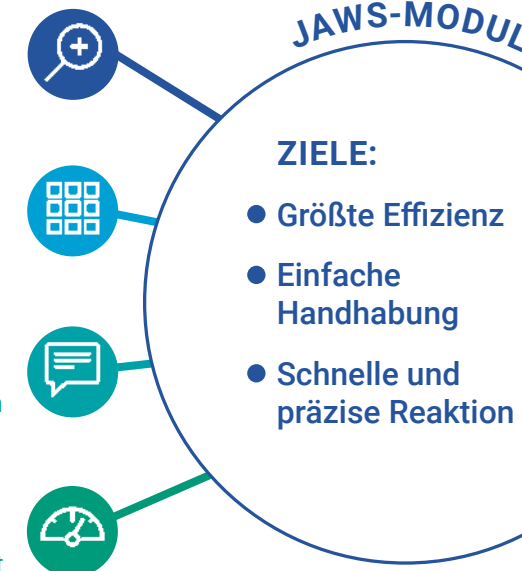 JAWS-MODUL
ZIELE:
Größte Effizienz
Einfache
Handhabung
Schnelle und
präzise Reaktion